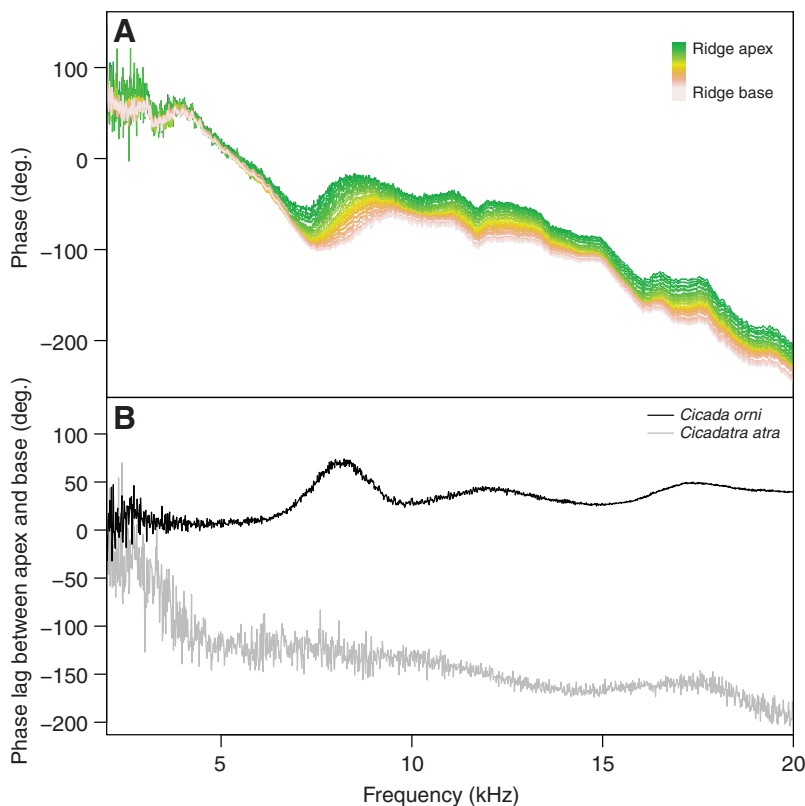 A
Ridge apex
Ridge base
100
0
−100
−200
Phase (deg.)
B
Cicada orni
Cicadatra atra
100
50
0
−50
−100
−150
−200
Phase lag between apex and base (deg.)
5
10
15
20
Frequency (kHz)